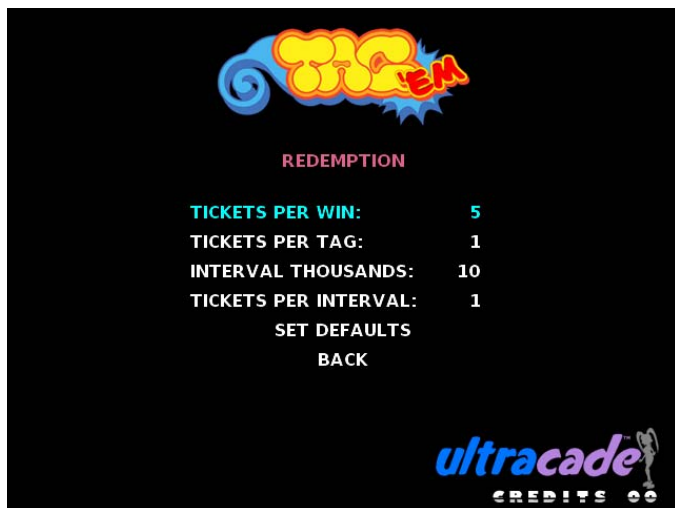 TAG 'EM
REDEMPTION
TICKETS PER WIN: 5
TICKETS PER TAG: 1
INTERVAL THOUSANDS: 10
TICKETS PER INTERVAL: 1
SET DEFAULTS
BACK
ultracade™
CREDITS 00